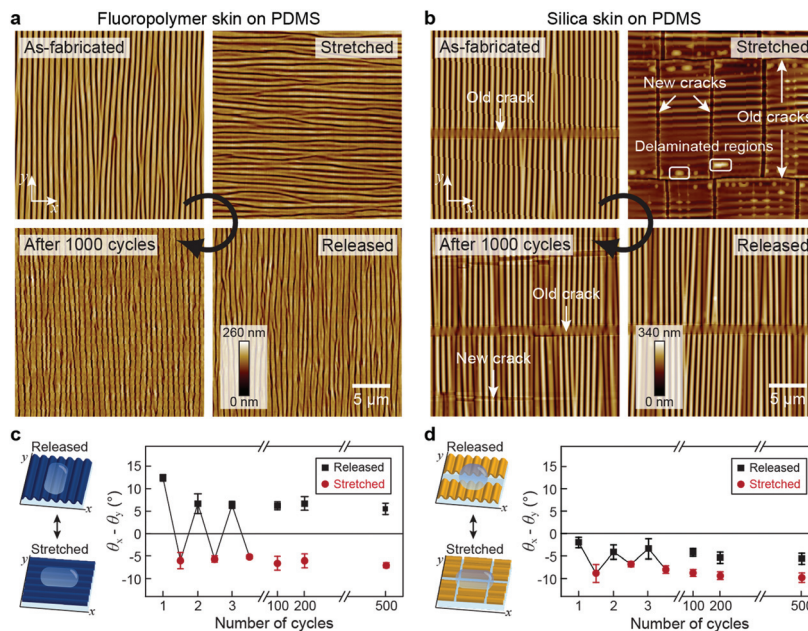 a Fluoropolymer skin on PDMS
As-fabricated
Stretched
y
x
After 1000 cycles
Released
260 nm
0 nm
5 µm
b Silica skin on PDMS
As-fabricated
Stretched
Old crack
New cracks
Old cracks
Delaminated regions
y
x
After 1000 cycles
Released
Old crack
New crack
340 nm
0 nm
5 µm
c
Released
y
x
Stretched
y
x
θx - θy (°)
15
10
5
0
-5
-10
Released
Stretched
1 2 3 100 200 500
Number of cycles
d
Released
y
x
Stretched
y
x
θx - θy (°)
15
10
5
0
-5
-10
Released
Stretched
1 2 3 100 200 500
Number of cycles